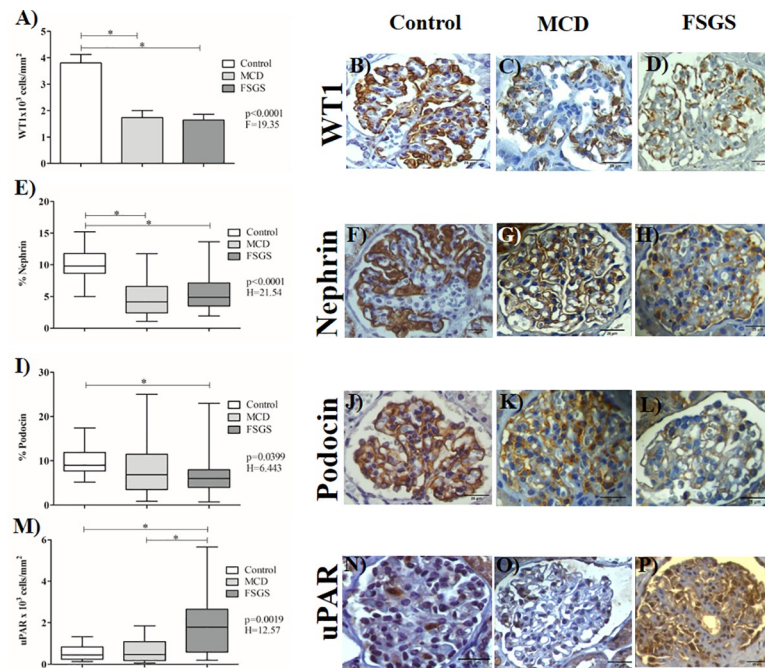 Control MCD FSGS
A)
WT1x10³ cells/mm²
5
4
3
2
1
0
*
*
Control
MCD
FSGS
p<0.0001
F=19.35
WT1
B)
C)
D)
E)
% Nephrin
20
15
10
5
0
*
*
Control
MCD
FSGS
p<0.0001
H=21.54
Nephrin
F)
G)
H)
I)
% Podocin
30
20
10
0
*
Control
MCD
FSGS
p=0.0399
H=6.443
Podocin
J)
K)
L)
M)
uPAR x 10³ cells/mm²
6
4
2
0
*
*
Control
MCD
FSGS
p=0.0019
H=12.57
uPAR
N)
O)
P)